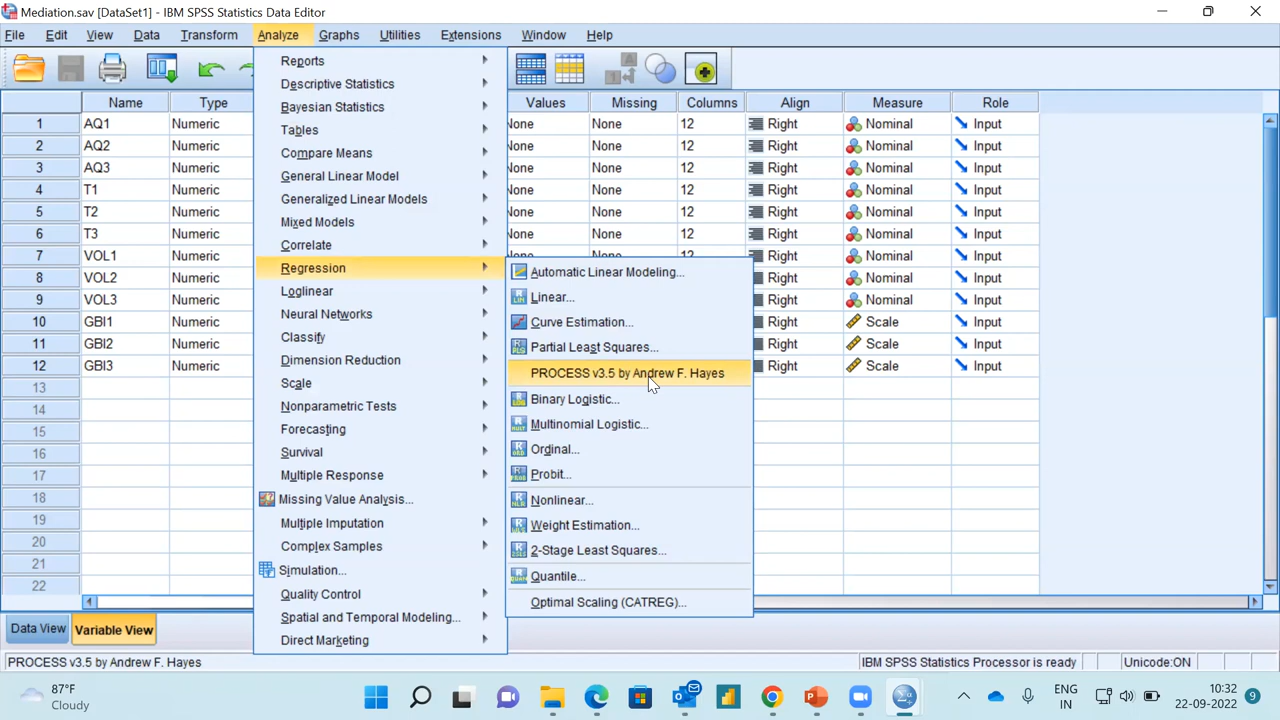 Mediation.sav [DataSet1] - IBM SPSS Statistics Data Editor
File Edit View Data Transform Analyze Graphs Utilities Extensions Window Help
Name Type Values Missing Columns Align Measure Role
1 AQ1 Numeric None None 12 Right Nominal Input
2 AQ2 Numeric None None 12 Right Nominal Input
3 AQ3 Numeric None None 12 Right Nominal Input
4 T1 Numeric None None 12 Right Nominal Input
5 T2 Numeric None None 12 Right Nominal Input
6 T3 Numeric None None 12 Right Nominal Input
7 VOL1 Numeric None None 12 Right Nominal Input
8 VOL2 Numeric 12 Right Nominal Input
9 VOL3 Numeric 12 Right Nominal Input
10 GBI1 Numeric Scale Input
11 GBI2 Numeric Scale Input
12 GBI3 Numeric Scale Input
13
14
15
16
17
18
19
20
21
22
Reports
Descriptive Statistics
Bayesian Statistics
Tables
Compare Means
General Linear Model
Generalized Linear Models
Mixed Models
Correlate
Regression
Loglinear
Neural Networks
Classify
Dimension Reduction
Scale
Nonparametric Tests
Forecasting
Survival
Multiple Response
Missing Value Analysis...
Multiple Imputation
Complex Samples
Simulation...
Quality Control
Spatial and Temporal Modeling...
Direct Marketing
Automatic Linear Modeling...
Linear...
Curve Estimation...
Partial Least Squares...
PROCESS v3.5 by Andrew F. Hayes
Binary Logistic...
Multinomial Logistic...
Ordinal...
Probit...
Nonlinear...
Weight Estimation...
2-Stage Least Squares...
Quantile...
Optimal Scaling (CATREG)...
Data View Variable View
PROCESS v3.5 by Andrew F. Hayes IBM SPSS Statistics Processor is ready Unicode:ON
87°F
Cloudy
ENG
IN
10:32
22-09-2022
9